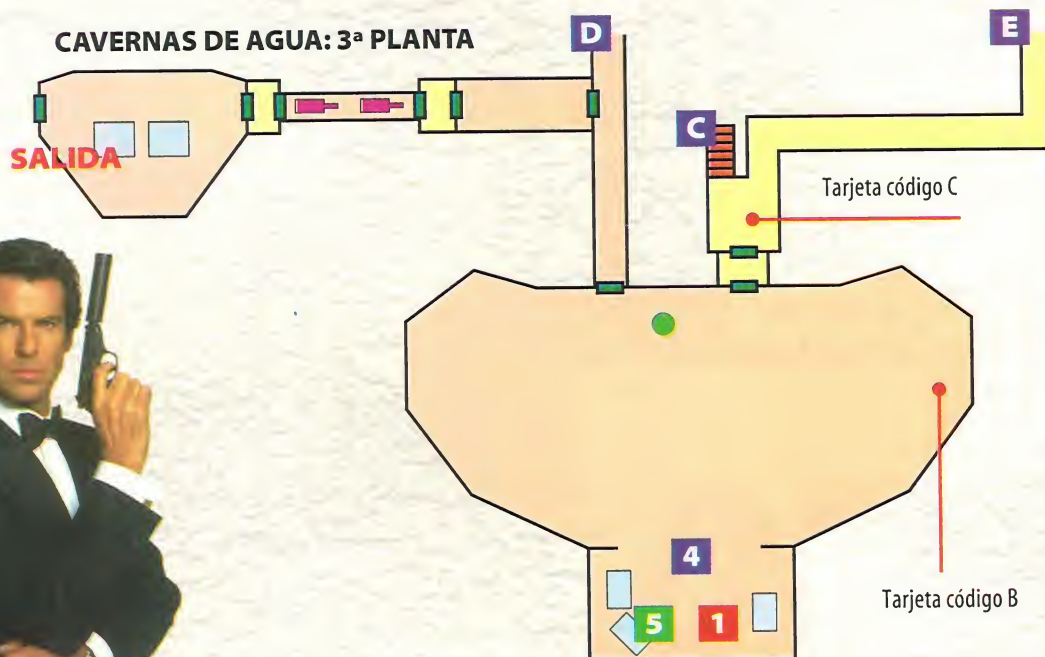 CAVERNAS DE AGUA: 3ª PLANTA
D
E
C
SALIDA
Tarjeta código C
4
5
1
Tarjeta código B